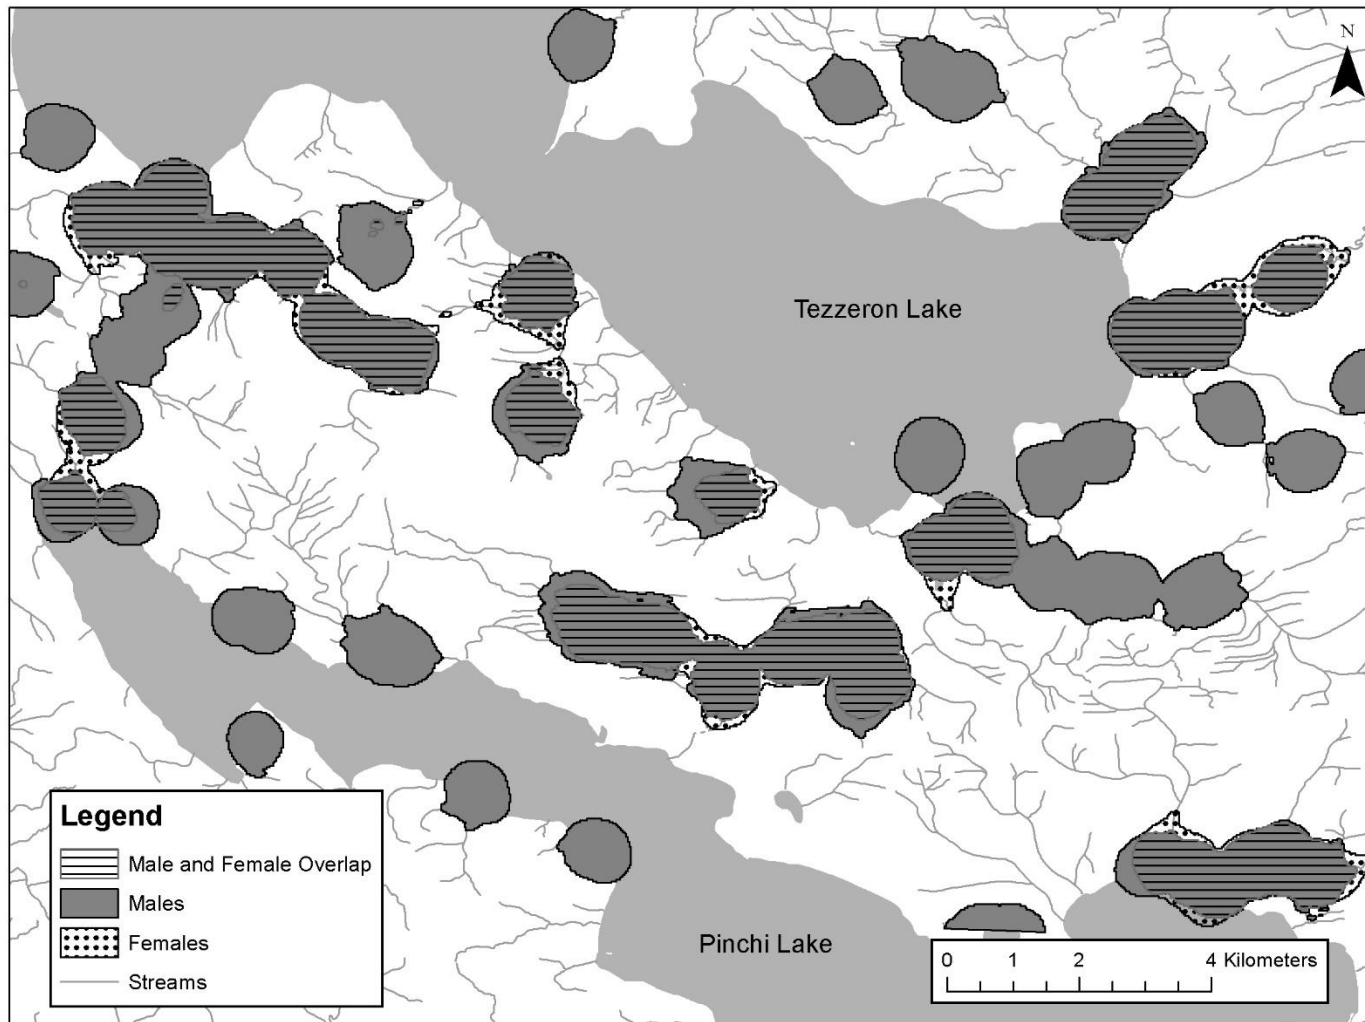 N
Tezzeron Lake
Legend
Male and Female Overlap
Males
Females
Streams
Pinchi Lake
0 1 2 4 Kilometers